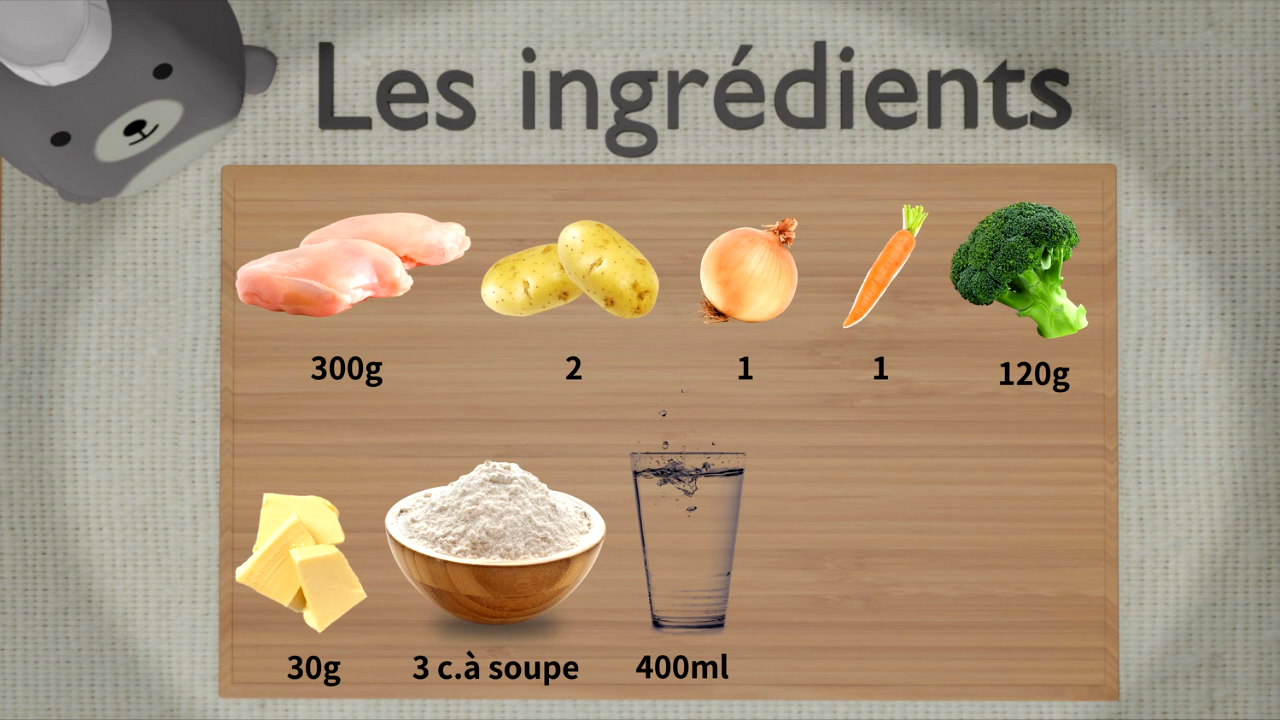 Les ingrédients
300g
2
1
1
120g
30g
3 c.à soupe
400ml